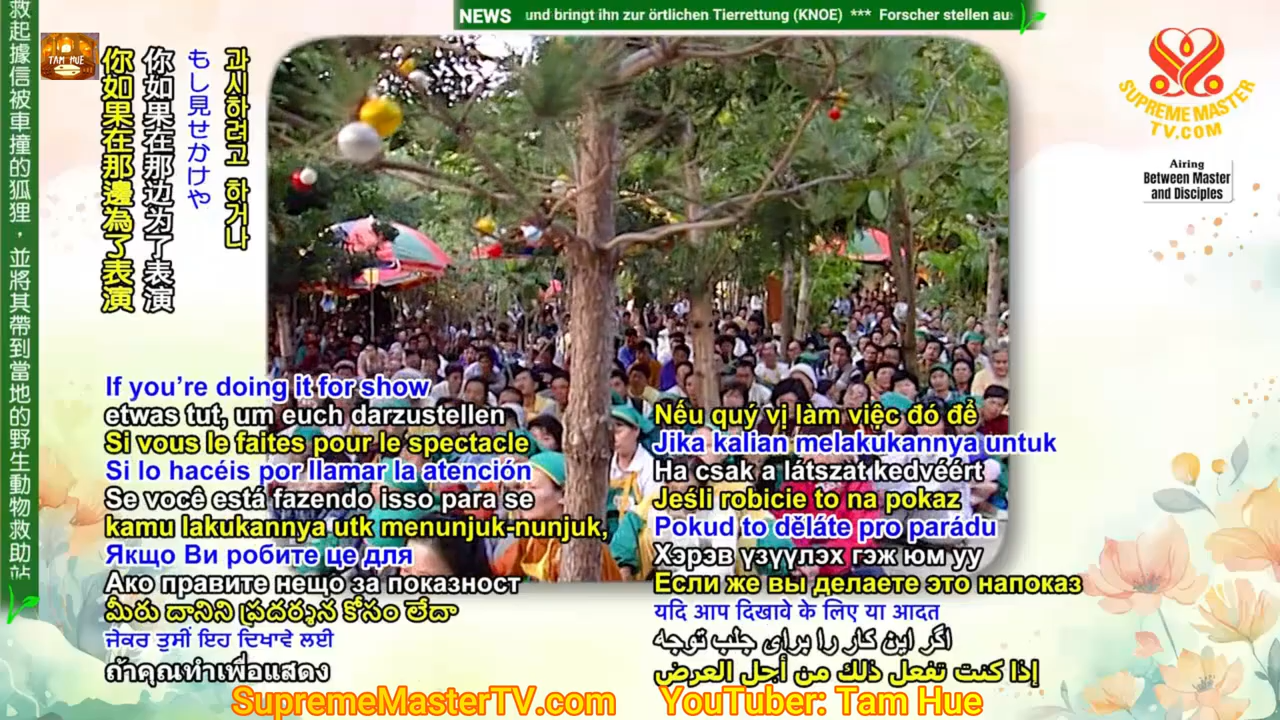 NEWS und bringt ihn zur örtlichen Tierrettung (KNOE) *** Forscher stellen aus
救起據信被車撞的狐狸，並將其帶到當地的野生動物救助站
TAM HUE
你如果在那邊為了表演
你如果在那边为了表演
もし見せかけや
과시하려고 하거나
SUPREME MASTER
TV.COM
Airing
Between Master
and Disciples
If you’re doing it for show
etwas tut, um euch darzustellen
Si vous le faites pour le spectacle
Si lo hacéis por llamar la atención
Se você está fazendo isso para se
kamu lakukannya utk menunjuk-nunjuk,
Якщо Ви робите це для
Ако правите нещо за показност
మీరు దానిని ప్రదర్శన కోసం లేదా
ਜੇਕਰ ਤੁਸੀਂ ਇਹ ਦਿਖਾਵੇ ਲਈ
ถ้าคุณทำเพื่อแสดง
Nếu quý vị làm việc đó để
Jika kalian melakukannya untuk
Ha csak a látszat kedvéért
Jeśli robicie to na pokaz
Pokud to děláte pro parádu
Хэрэв үзүүлэх гэж юм уу
Если же вы делаете это напоказ
यदि आप दिखावे के लिए या आदत
اگر این کار را برای جلب توجه
إذا كنت تفعل ذلك من أجل العرض
SupremeMasterTV.com YouTuber: Tam Hue